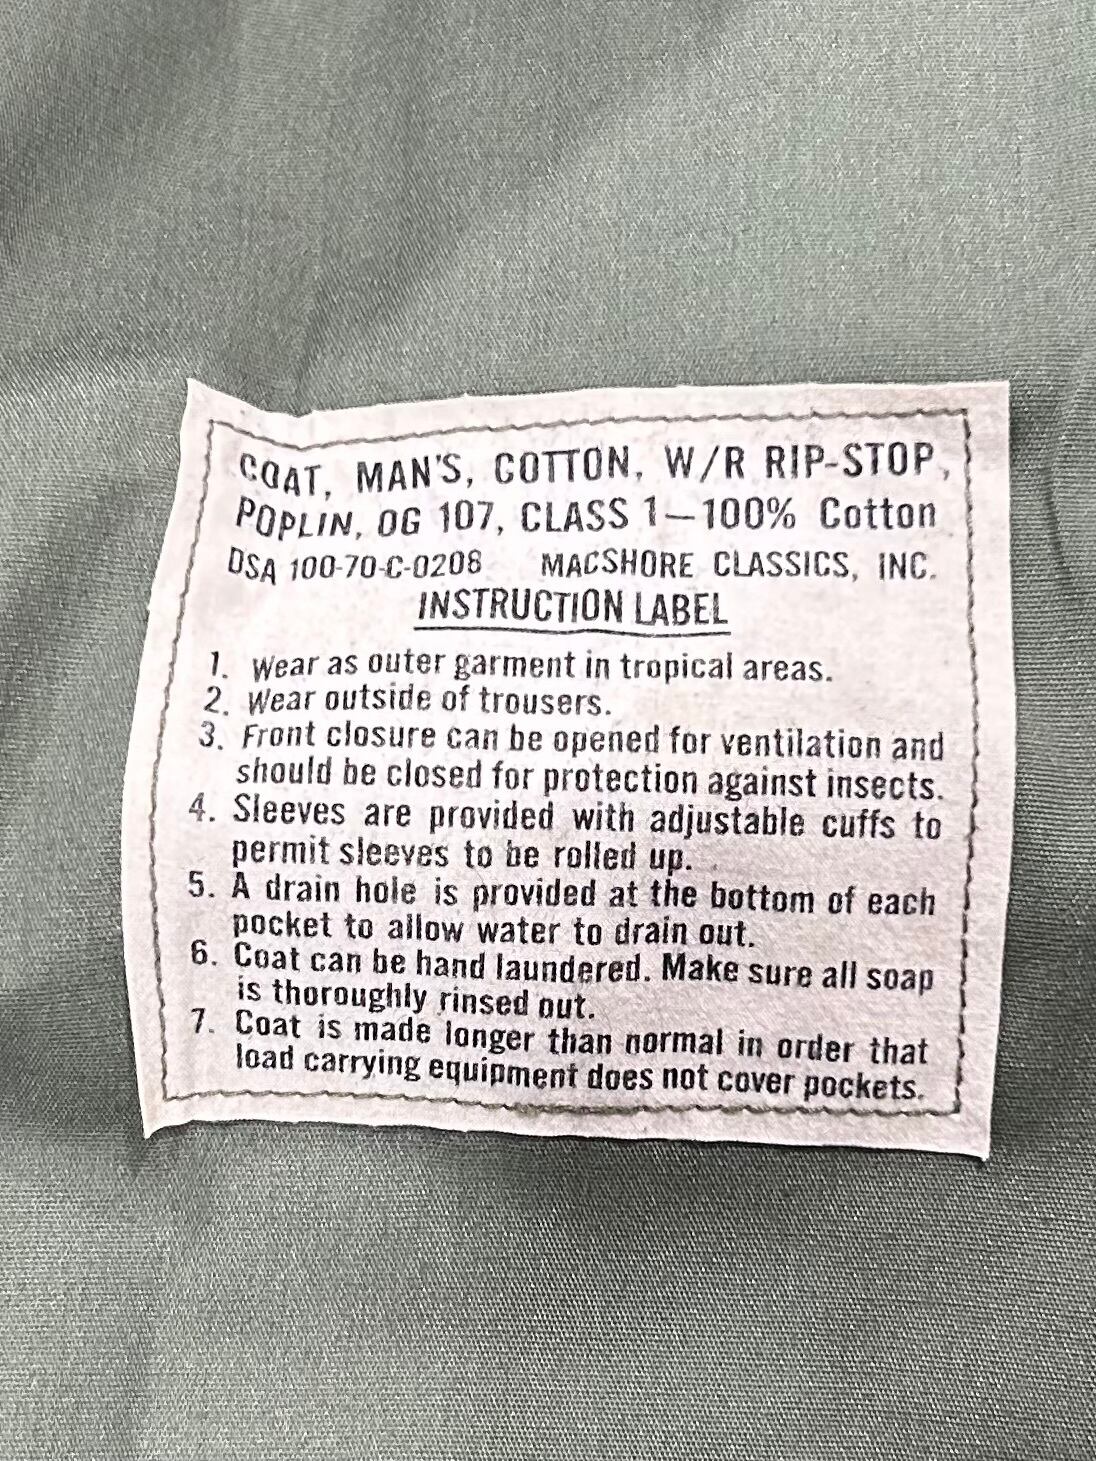 COAT, MAN'S, COTTON, W/R RIP-STOP,
POPLIN, OG 107, CLASS 1—100% Cotton
DSA 100-70-C-0208 MACSHORE CLASSICS, INC.
INSTRUCTION LABEL
1. Wear as outer garment in tropical areas.
2. Wear outside of trousers.
3. Front closure can be opened for ventilation and
should be closed for protection against insects.
4. Sleeves are provided with adjustable cuffs to
permit sleeves to be rolled up.
5. A drain hole is provided at the bottom of each
pocket to allow water to drain out.
6. Coat can be hand laundered. Make sure all soap
is thoroughly rinsed out.
7. Coat is made longer than normal in order that
load carrying equipment does not cover pockets.